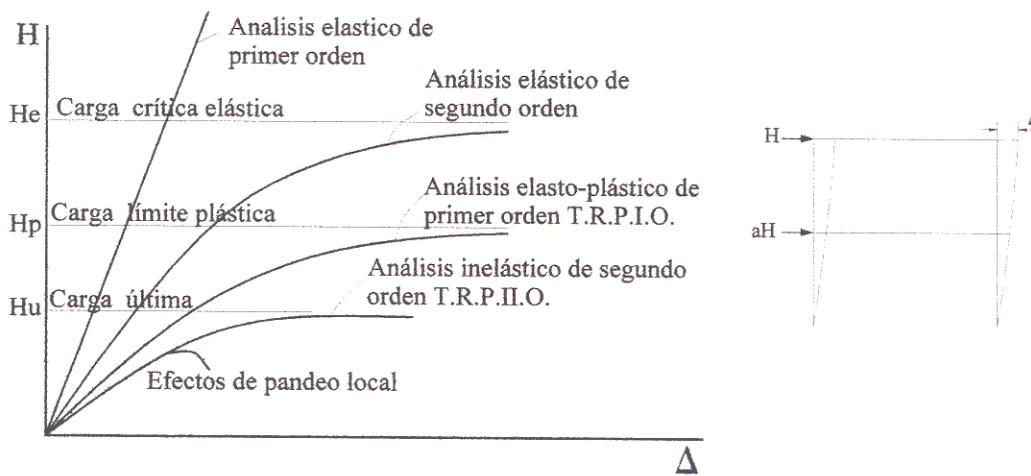 H
Analisis elastico de
primer orden
Análisis elástico de
segundo orden
He Carga crítica elástica
Análisis elasto-plástico de
primer orden T.R.P.I.O.
Hp Carga límite plástica
Análisis inelástico de segundo
orden T.R.P.II.O.
Hu Carga última
Efectos de pandeo local
Δ
H
aH